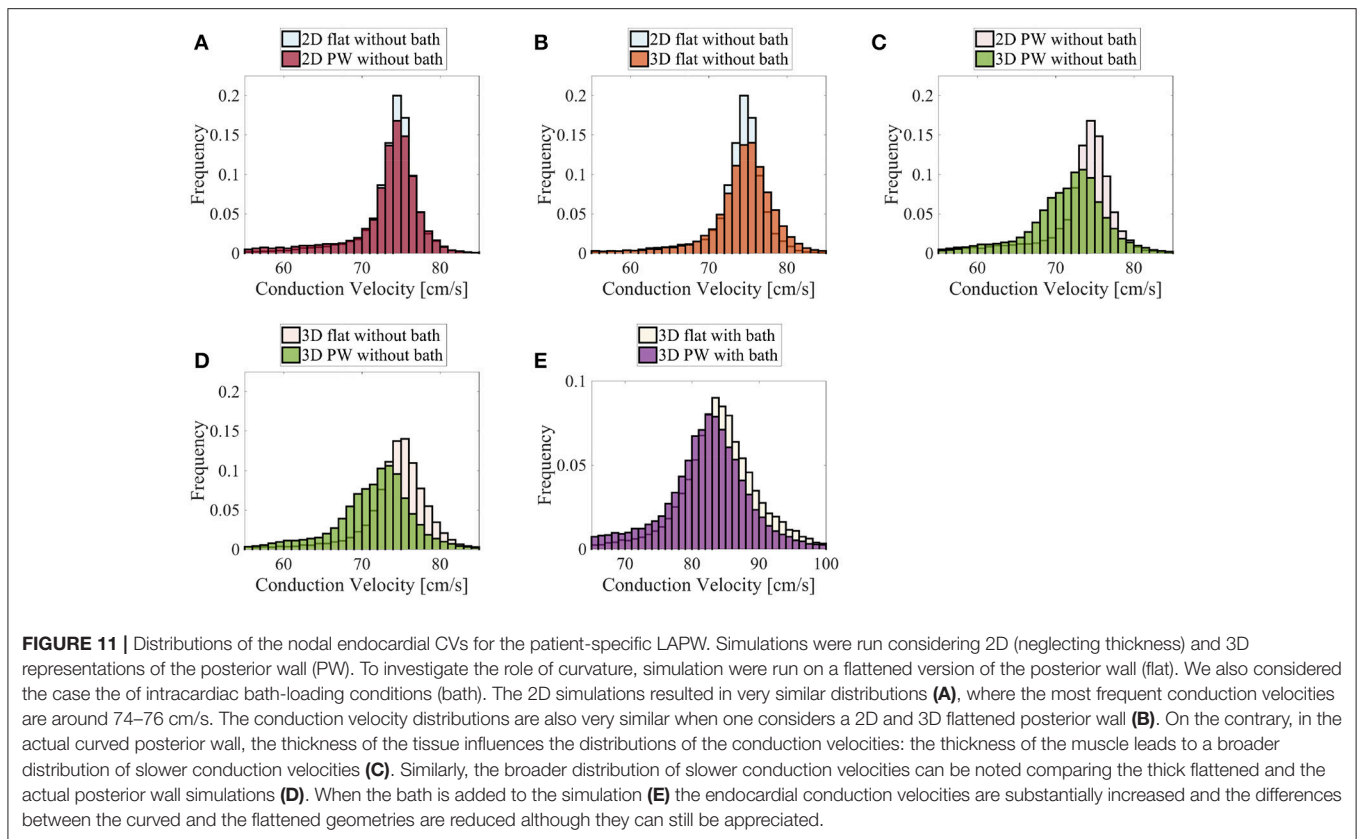 A
2D flat without bath
2D PW without bath
0.2
0.15
0.1
0.05
0
Frequency
60 70 80
Conduction Velocity [cm/s]
B
2D flat without bath
3D flat without bath
0.2
0.15
0.1
0.05
0
Frequency
60 70 80
Conduction Velocity [cm/s]
C
2D PW without bath
3D PW without bath
0.2
0.15
0.1
0.05
0
Frequency
60 70 80
Conduction Velocity [cm/s]
D
3D flat without bath
3D PW without bath
0.2
0.15
0.1
0.05
0
Frequency
60 70 80
Conduction Velocity [cm/s]
E
3D flat with bath
3D PW with bath
0.1
0.05
0
Frequency
70 80 90 100
Conduction Velocity [cm/s]
FIGURE 11 | Distributions of the nodal endocardial CVs for the patient-specific LAPW. Simulations were run considering 2D (neglecting thickness) and 3D
representations of the posterior wall (PW). To investigate the role of curvature, simulation were run on a flattened version of the posterior wall (flat). We also considered
the case the of intracardiac bath-loading conditions (bath). The 2D simulations resulted in very similar distributions (A), where the most frequent conduction velocities
are around 74–76 cm/s. The conduction velocity distributions are also very similar when one considers a 2D and 3D flattened posterior wall (B). On the contrary, in the
actual curved posterior wall, the thickness of the tissue influences the distributions of the conduction velocities: the thickness of the muscle leads to a broader
distribution of slower conduction velocities (C). Similarly, the broader distribution of slower conduction velocities can be noted comparing the thick flattened and the
actual posterior wall simulations (D). When the bath is added to the simulation (E) the endocardial conduction velocities are substantially increased and the differences
between the curved and the flattened geometries are reduced although they can still be appreciated.